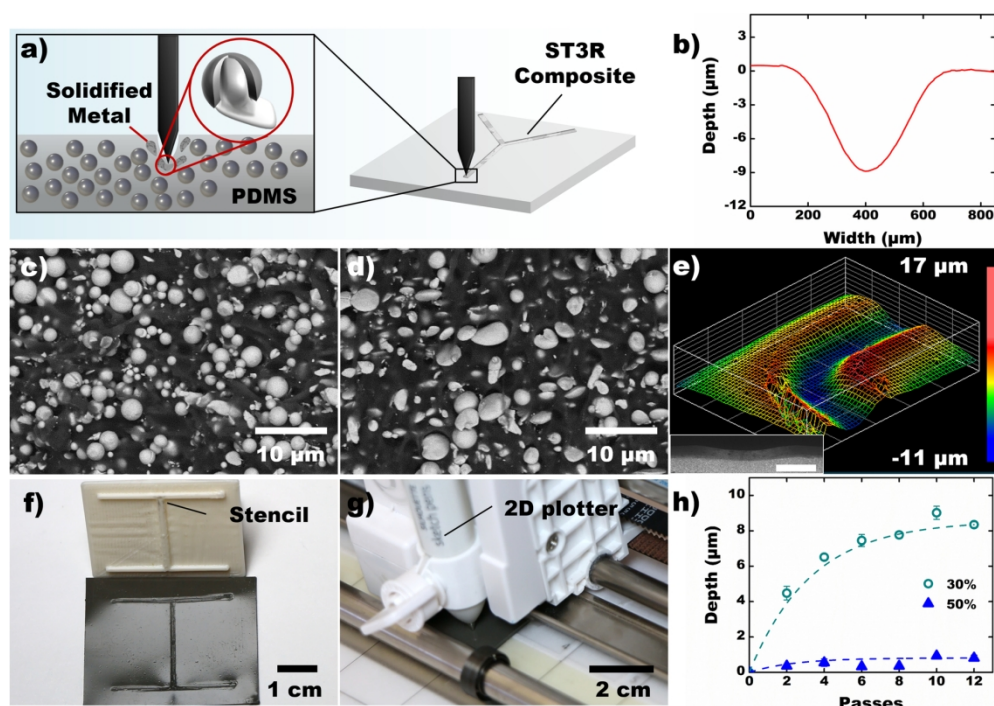 a)
Solidified
Metal
PDMS
ST3R
Composite
b)
Depth (µm)
3
0
-3
-6
-9
-12
0 200 400 600 800
Width (µm)
c)
10 µm
d)
10 µm
e)
17 µm
-11 µm
f)
Stencil
1 cm
g)
2D plotter
2 cm
h)
Depth (µm)
10
8
6
4
2
0
30%
50%
0 2 4 6 8 10 12
Passes